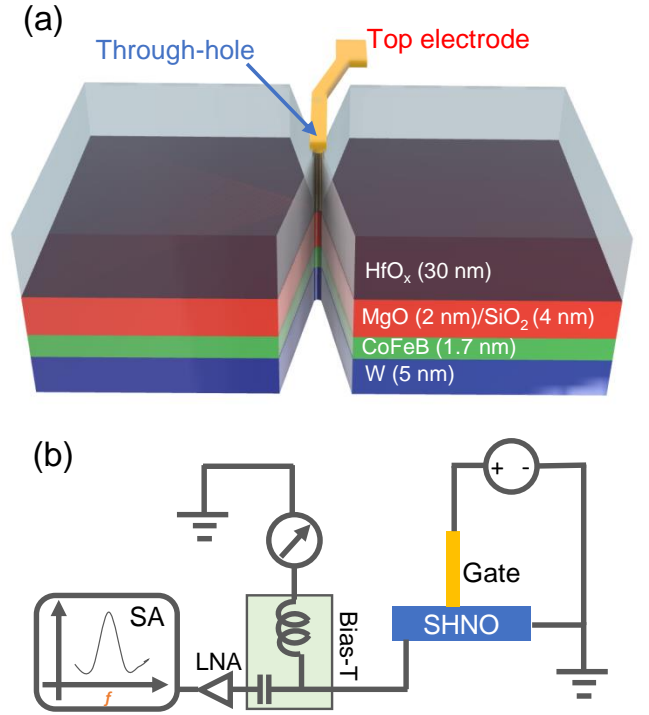 (a)
Through-hole
Top electrode
HfOₓ (30 nm)
MgO (2 nm)/SiO₂ (4 nm)
CoFeB (1.7 nm)
W (5 nm)
(b)
+ -
Gate
SHNO
Bias-T
LNA
SA
f